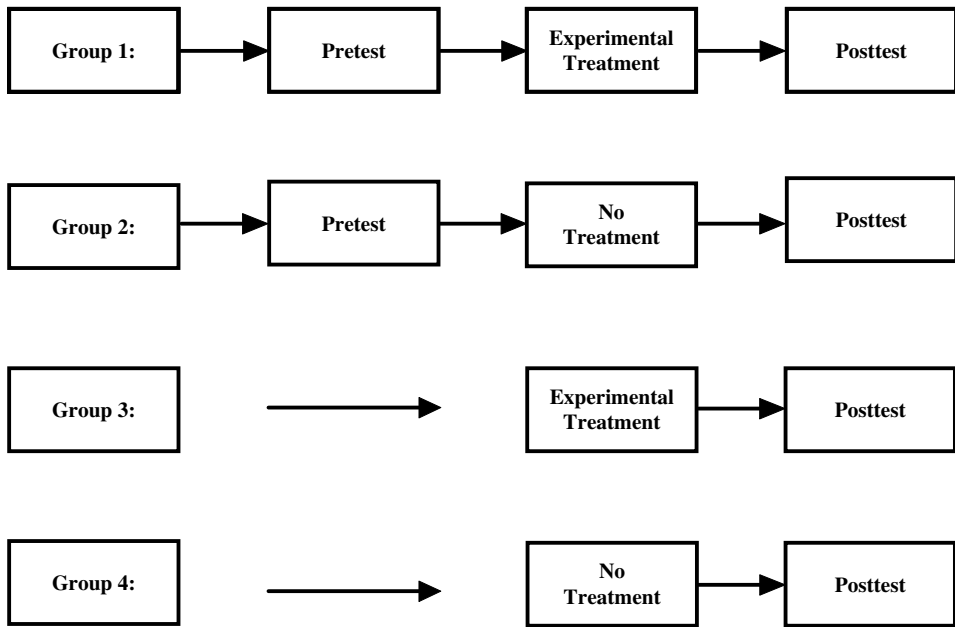 Group 1:
Pretest
Experimental
Treatment
Posttest
Group 2:
Pretest
No
Treatment
Posttest
Group 3:
Experimental
Treatment
Posttest
Group 4:
No
Treatment
Posttest